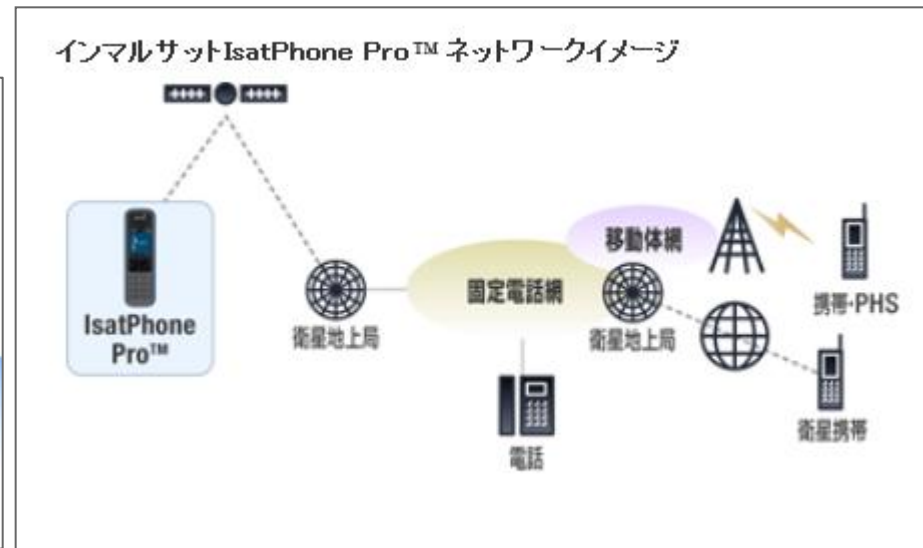 インマルサットIsatPhone Pro™ ネットワークイメージ
移動体網
固定電話網
携帯・PHS
IsatPhone
Pro™
衛星地上局
衛星地上局
電話
衛星携帯